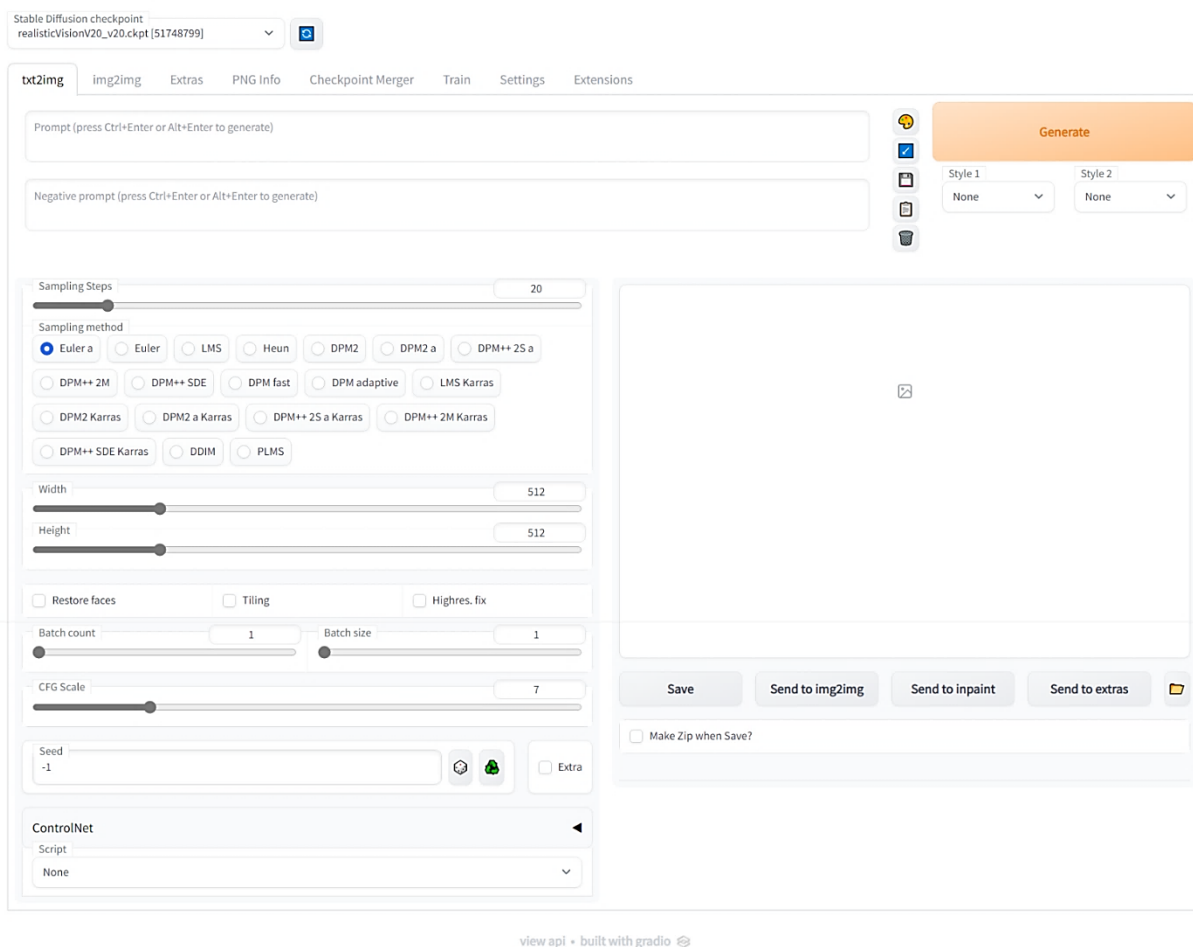 Stable Diffusion checkpoint
realisticVisionV20_v20.ckpt [51748799]
txt2img img2img Extras PNG Info Checkpoint Merger Train Settings Extensions
Prompt (press Ctrl+Enter or Alt+Enter to generate)
Generate
Style 1 Style 2
Negative prompt (press Ctrl+Enter or Alt+Enter to generate)
None None
Sampling Steps 20
Sampling method
Euler a Euler LMS Heun DPM2 DPM2 a DPM++ 2S a
DPM++ 2M DPM++ SDE DPM fast DPM adaptive LMS Karras
DPM2 Karras DPM2 a Karras DPM++ 2S a Karras DPM++ 2M Karras
DPM++ SDE Karras DDIM PLMS
Width 512
Height 512
Restore faces Tiling Highres. fix
Batch count 1 Batch size 1
CFG Scale 7
Seed
-1
Extra
ControlNet
Script
None
Save Send to img2img Send to inpaint Send to extras
Make Zip when Save?
view api • built with gradio